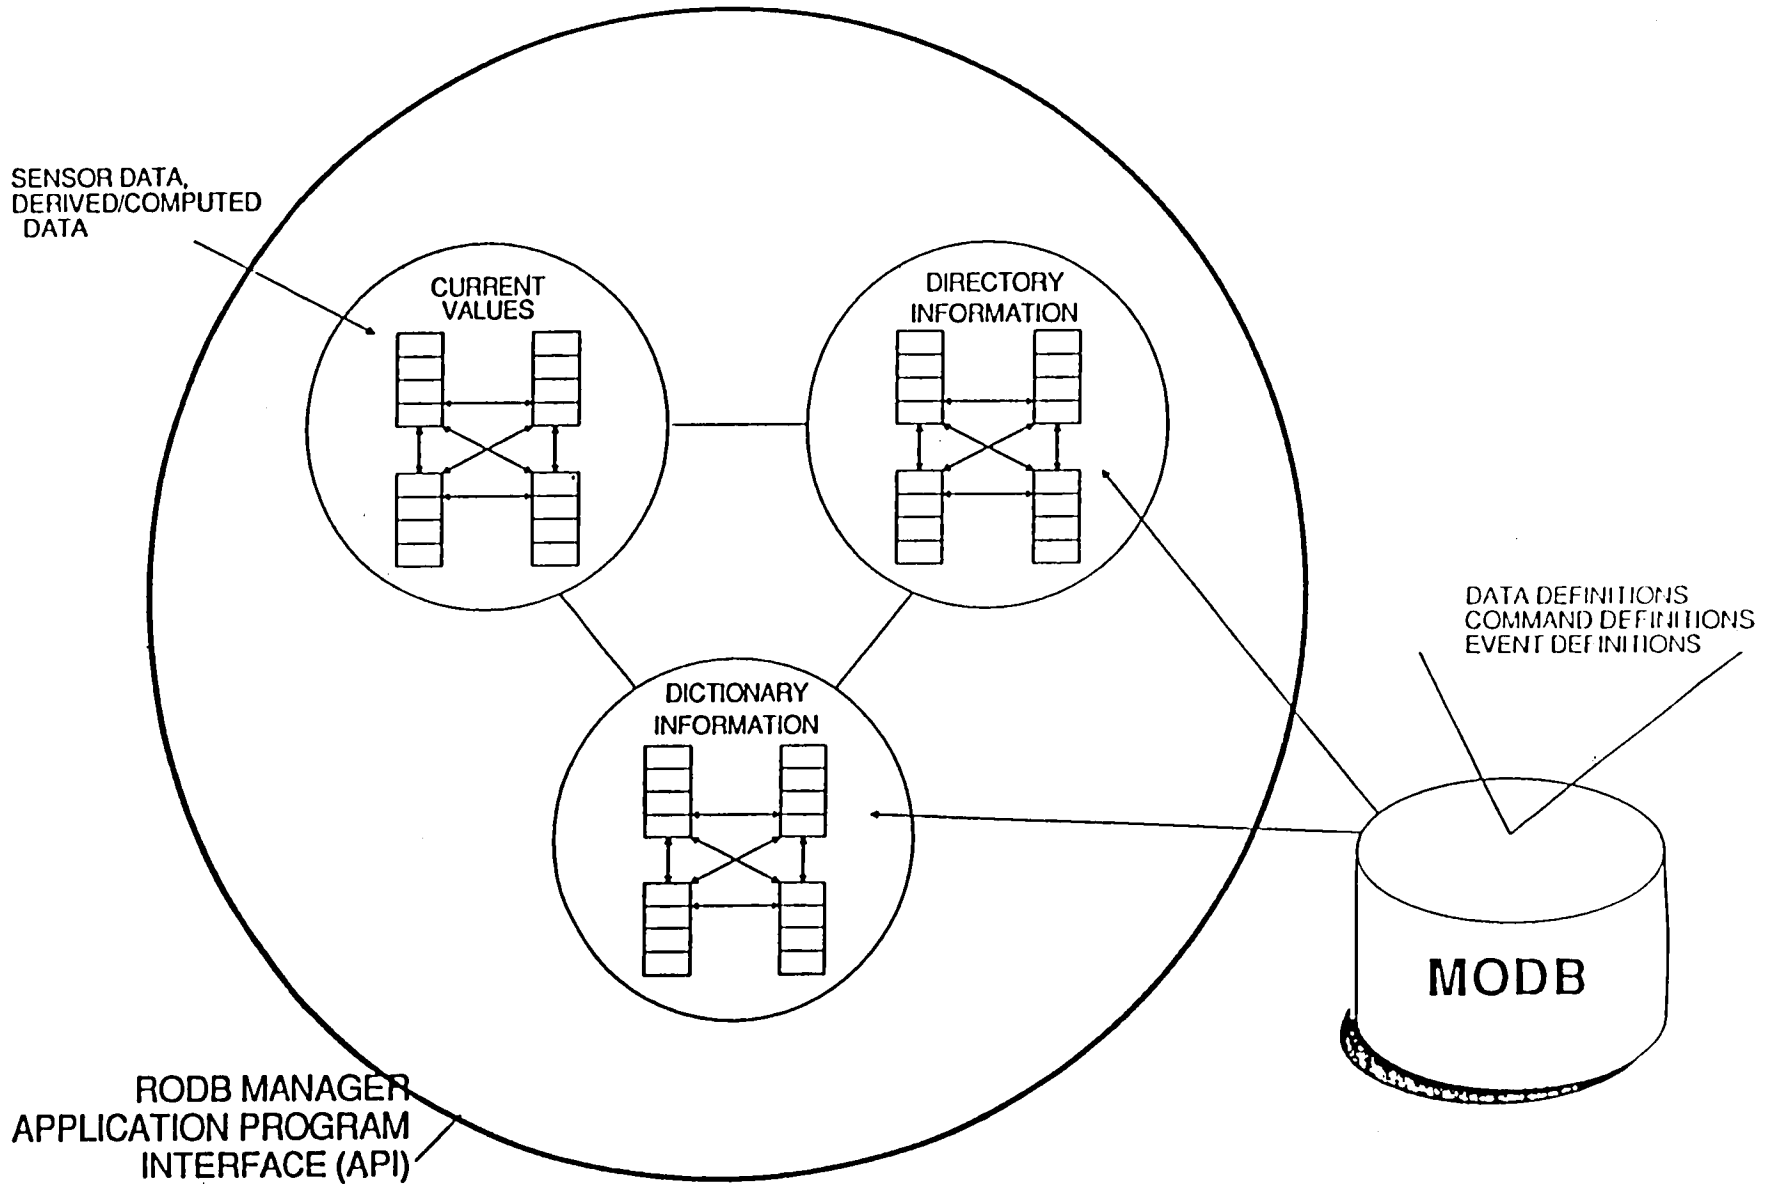 SENSOR DATA,
DERIVED/COMPUTED
DATA
CURRENT
VALUES
DIRECTORY
INFORMATION
DICTIONARY
INFORMATION
DATA DEFINITIONS
COMMAND DEFINITIONS
EVENT DEFINITIONS
MODB
RODB MANAGER
APPLICATION PROGRAM
INTERFACE (API)